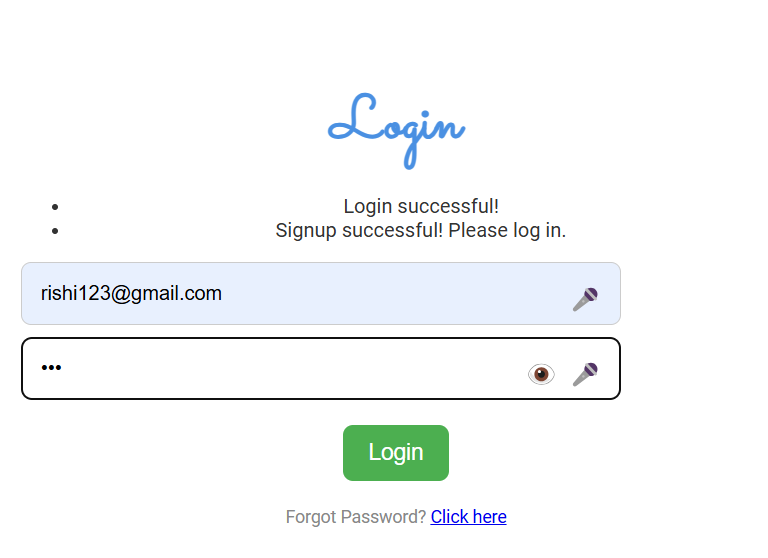 Login
Login successful!
Signup successful! Please log in.
rishi123@gmail.com
•••
Login
Forgot Password? Click here